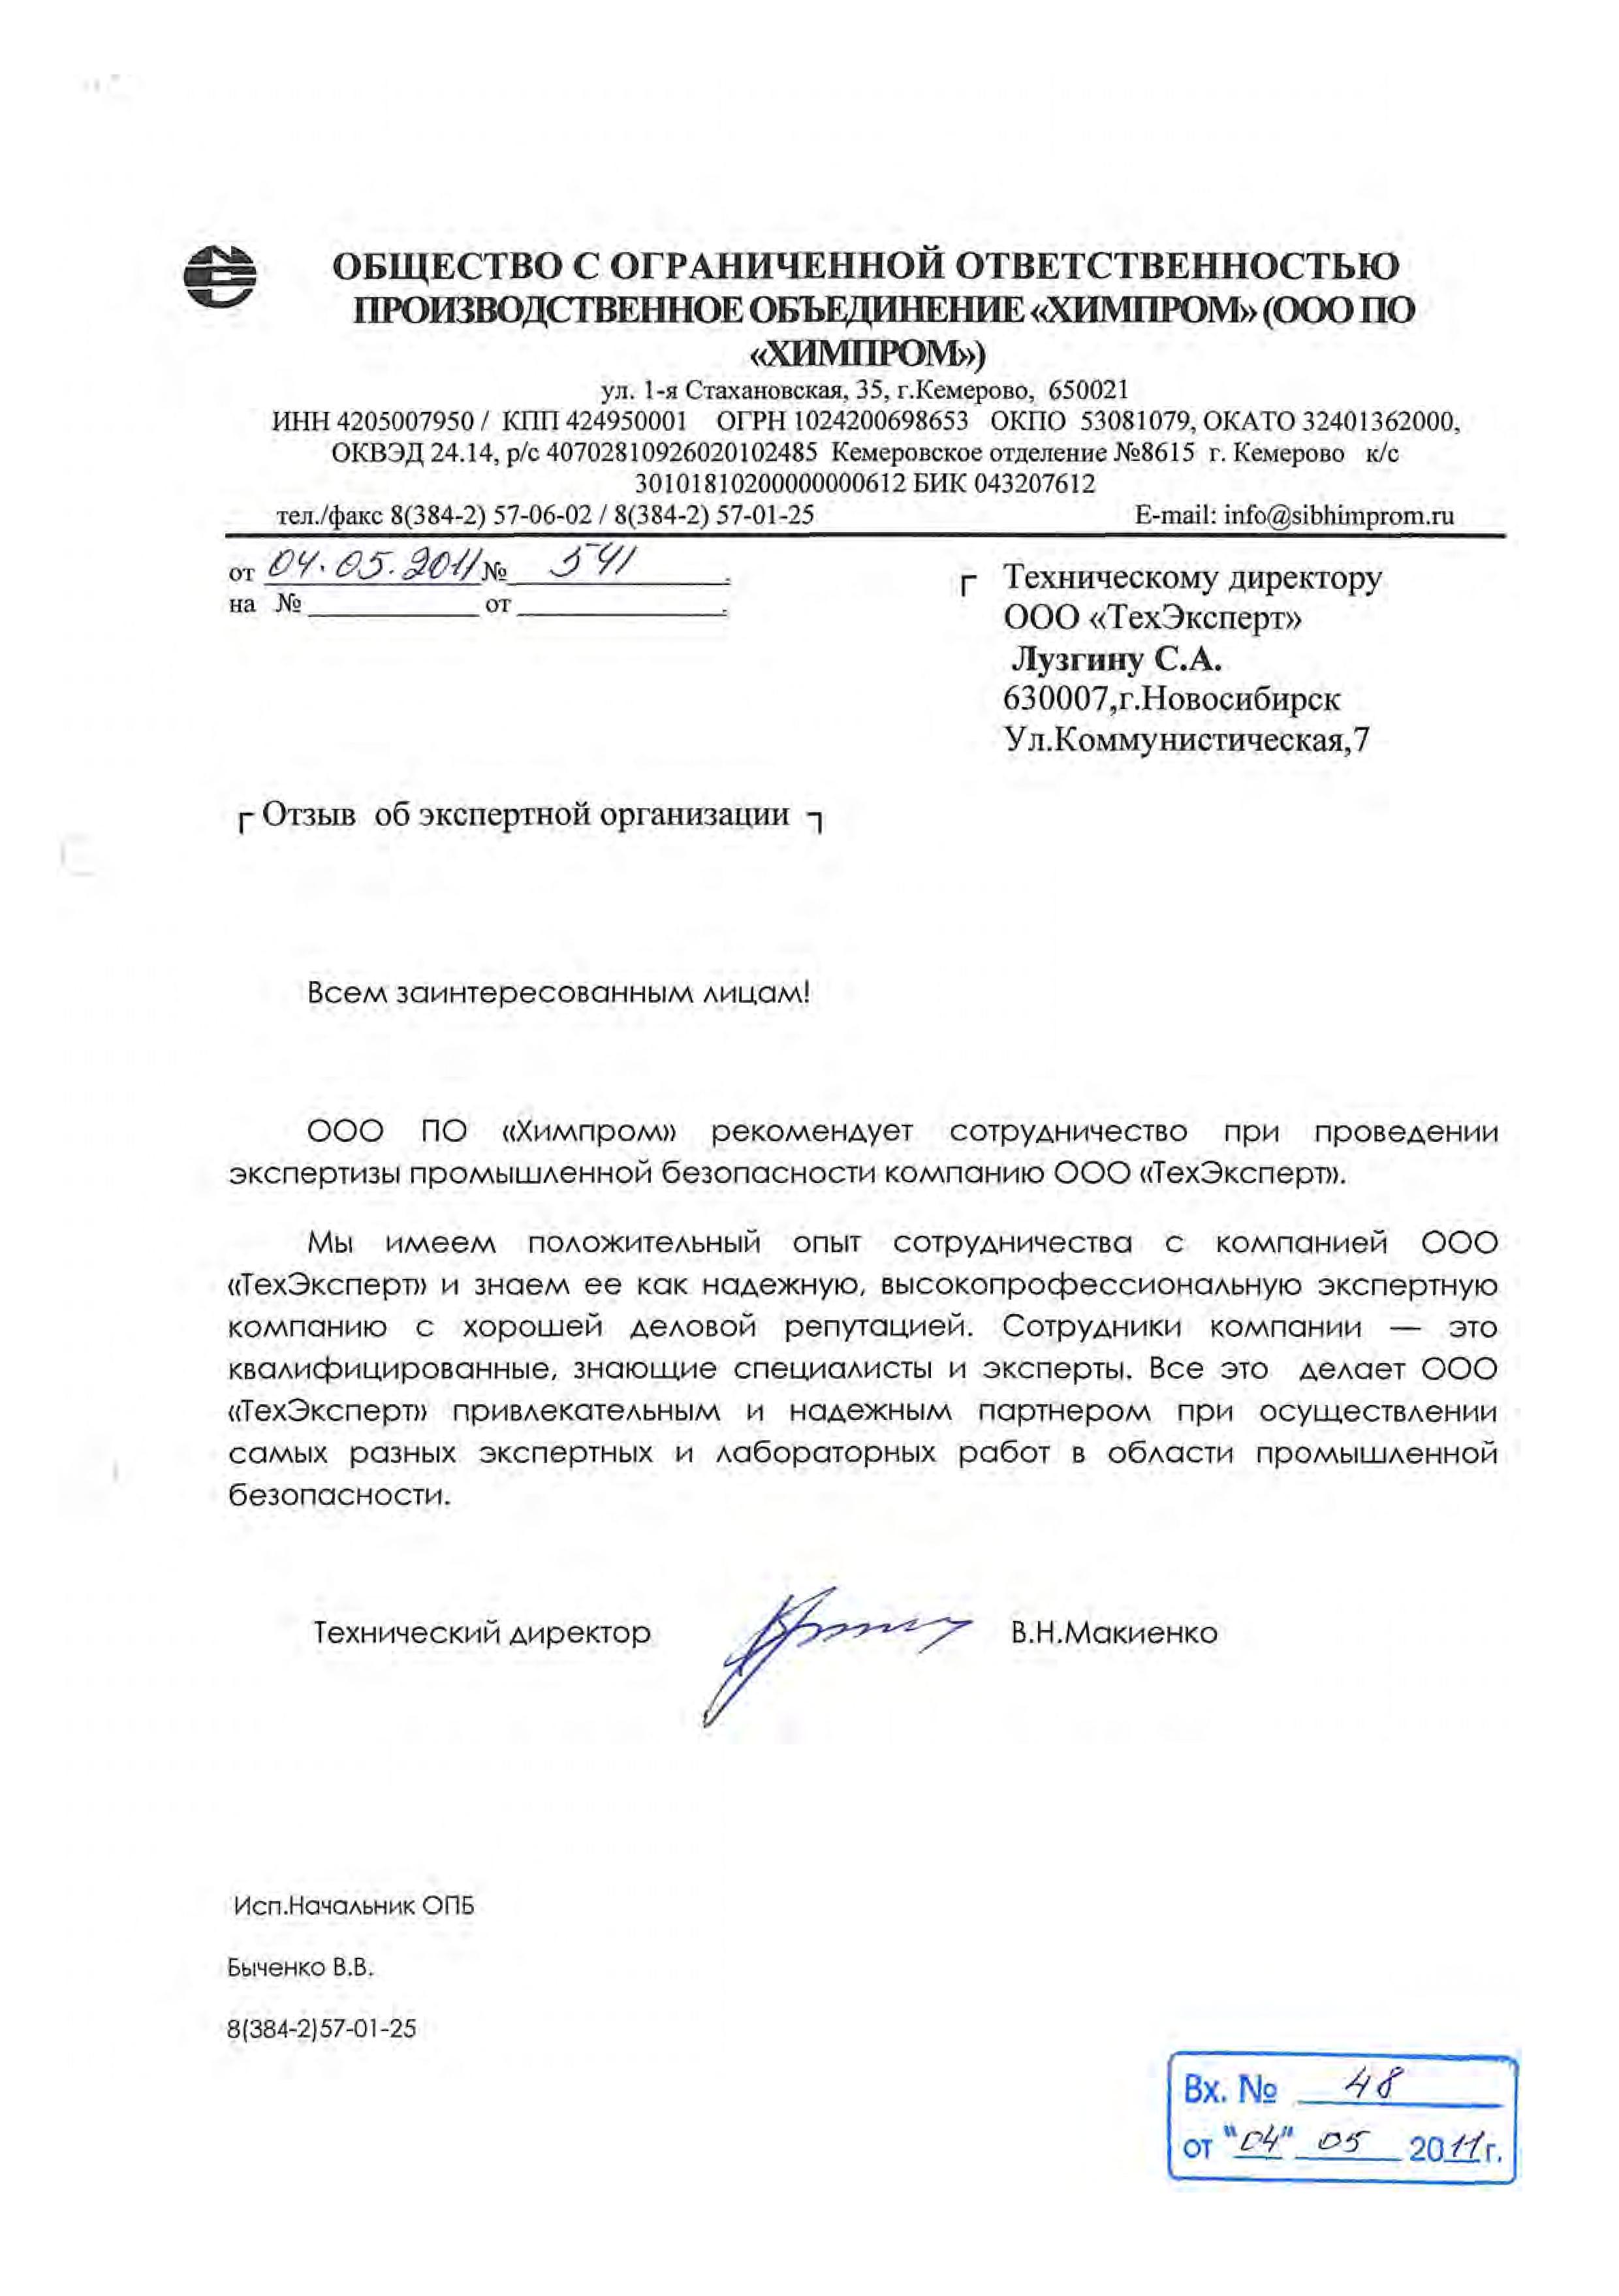 ОБЩЕСТВО С ОГРАНИЧЕННОЙ ОТВЕТСТВЕННОСТЬЮ
ПРОИЗВОДСТВЕННОЕ ОБЪЕДИНЕНИЕ «ХИМПРОМ» (ООО ПО
«ХИМПРОМ»)
ул. 1-я Стахановская, 35, г.Кемерово, 650021
ИНН 4205007950 / КПП 424950001 ОГРН 1024200698653 ОКПО 53081079, ОКАТО 32401362000,
ОКВЭД 24.14, р/с 40702810926020102485 Кемеровское отделение №8615 г. Кемерово к/с
30101810200000000612 БИК 043207612
тел./факс 8(384-2) 57-06-02 / 8(384-2) 57-01-25 E-mail: info@sibhimprom.ru
от 04.05.2011 № 541
на № от
Техническому директору
ООО «ТехЭксперт»
Лузгину С.А.
630007,г.Новосибирск
Ул.Коммунистическая,7
Отзыв об экспертной организации
Всем заинтересованным лицам!
ООО ПО «Химпром» рекомендует сотрудничество при проведении
экспертизы промышленной безопасности компанию ООО «ТехЭксперт».
Мы имеем положительный опыт сотрудничества с компанией ООО
«ТехЭксперт» и знаем ее как надежную, высокопрофессиональную экспертную
компанию с хорошей деловой репутацией. Сотрудники компании — это
квалифицированные, знающие специалисты и эксперты. Все это делает ООО
«ТехЭксперт» привлекательным и надежным партнером при осуществлении
самых разных экспертных и лабораторных работ в области промышленной
безопасности.
Технический директор В.Н.Макиенко
Исп.Начальник ОПБ
Быченко В.В.
8(384-2)57-01-25
Вх. № 48
от "04" 05 2011г.